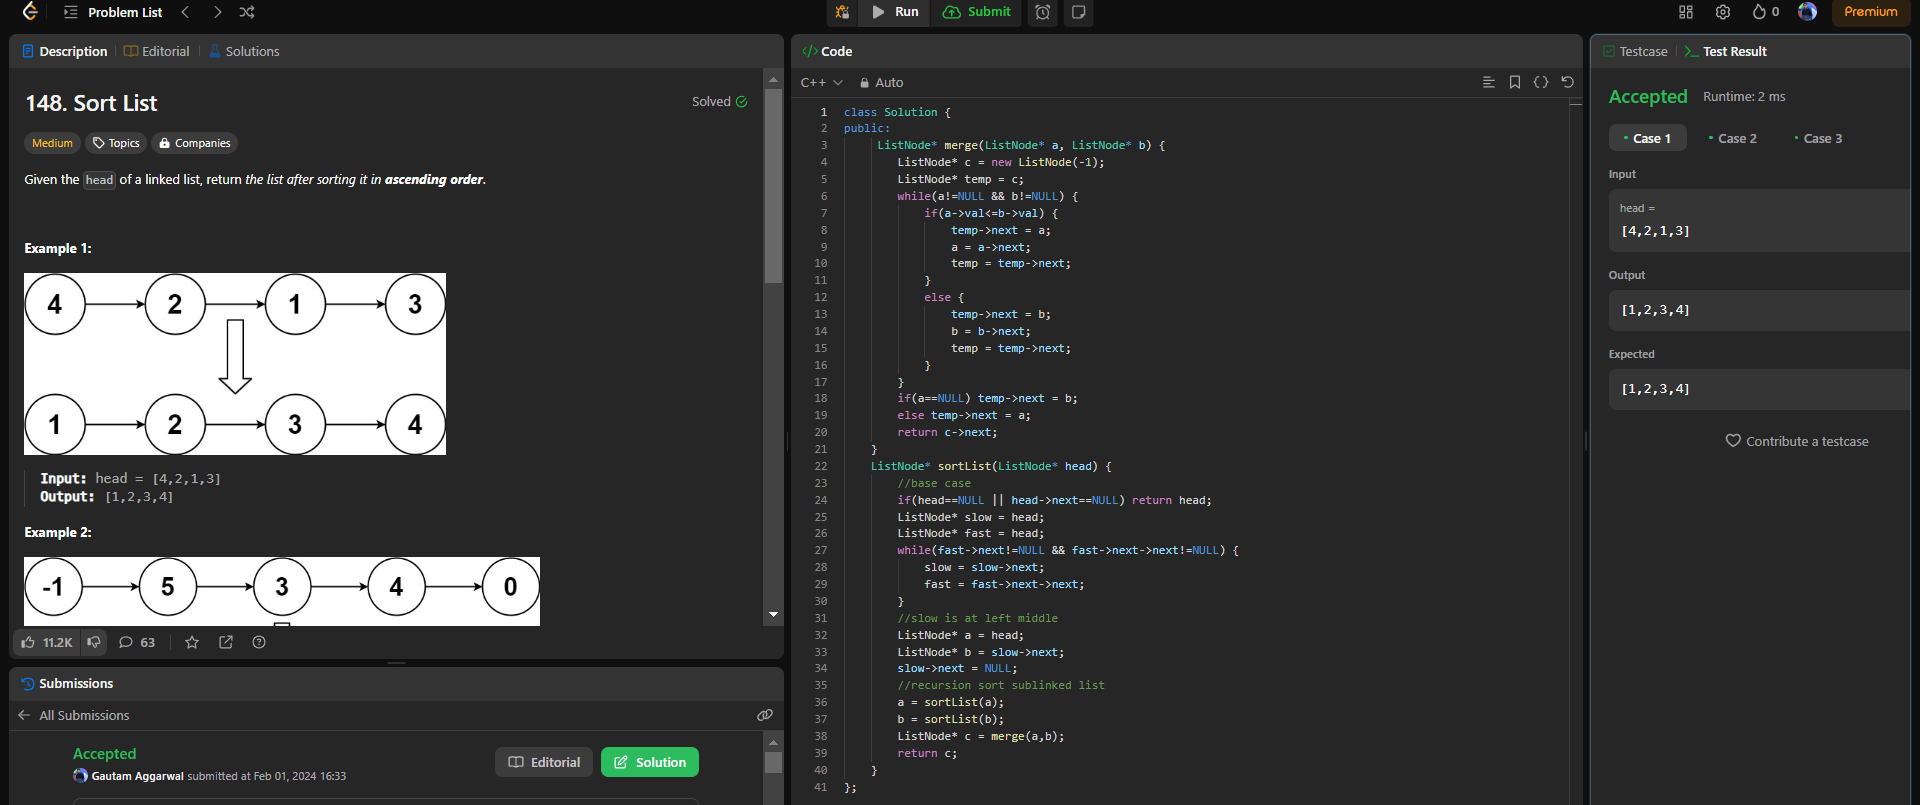 Problem List
Run
Submit
0
Premium
Description
Editorial
Solutions
148. Sort List
Solved
Medium
Topics
Companies
Given the head of a linked list, return the list after sorting it in ascending order.
Example 1:
4 2 1 3
1 2 3 4
Input: head = [4,2,1,3]
Output: [1,2,3,4]
Example 2:
-1 5 3 4 0
11.2K
63
Submissions
All Submissions
Accepted
Gautam Aggarwal submitted at Feb 01, 2024 16:33
Editorial
Solution
</> Code
C++
Auto
1 class Solution {
2 public:
3 ListNode* merge(ListNode* a, ListNode* b) {
4 ListNode* c = new ListNode(-1);
5 ListNode* temp = c;
6 while(a!=NULL && b!=NULL) {
7 if(a->val<=b->val) {
8 temp->next = a;
9 a = a->next;
10 temp = temp->next;
11 }
12 else {
13 temp->next = b;
14 b = b->next;
15 temp = temp->next;
16 }
17 }
18 if(a==NULL) temp->next = b;
19 else temp->next = a;
20 return c->next;
21 }
22 ListNode* sortList(ListNode* head) {
23 //base case
24 if(head==NULL || head->next==NULL) return head;
25 ListNode* slow = head;
26 ListNode* fast = head;
27 while(fast->next!=NULL && fast->next->next!=NULL) {
28 slow = slow->next;
29 fast = fast->next->next;
30 }
31 //slow is at left middle
32 ListNode* a = head;
33 ListNode* b = slow->next;
34 slow->next = NULL;
35 //recursion sort sublinked list
36 a = sortList(a);
37 b = sortList(b);
38 ListNode* c = merge(a,b);
39 return c;
40 }
41 };
Testcase
Test Result
Accepted
Runtime: 2 ms
Case 1
Case 2
Case 3
Input
head =
[4,2,1,3]
Output
[1,2,3,4]
Expected
[1,2,3,4]
Contribute a testcase